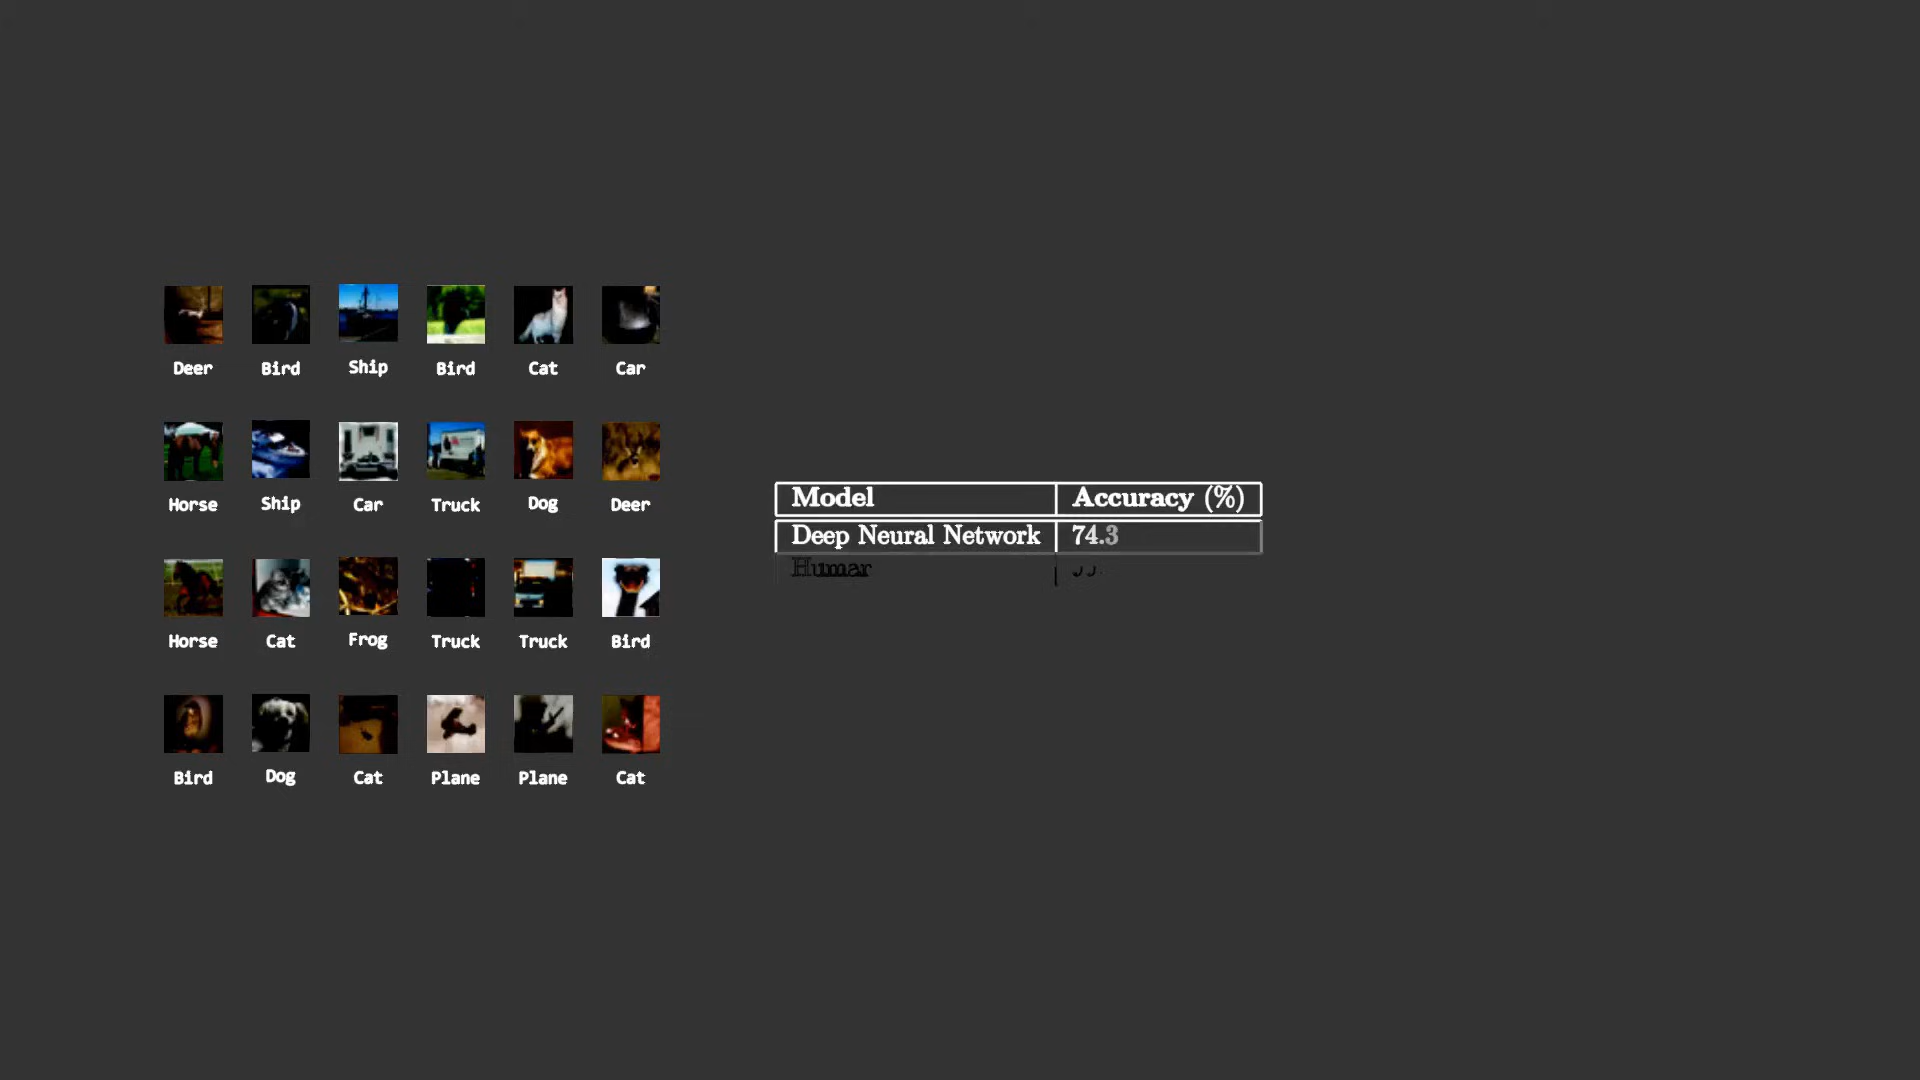 Deer Bird Ship Bird Cat Car
Horse Ship Car Truck Dog Deer
Horse Cat Frog Truck Truck Bird
Bird Dog Cat Plane Plane Cat
Model Accuracy (%)
Deep Neural Network 74.3